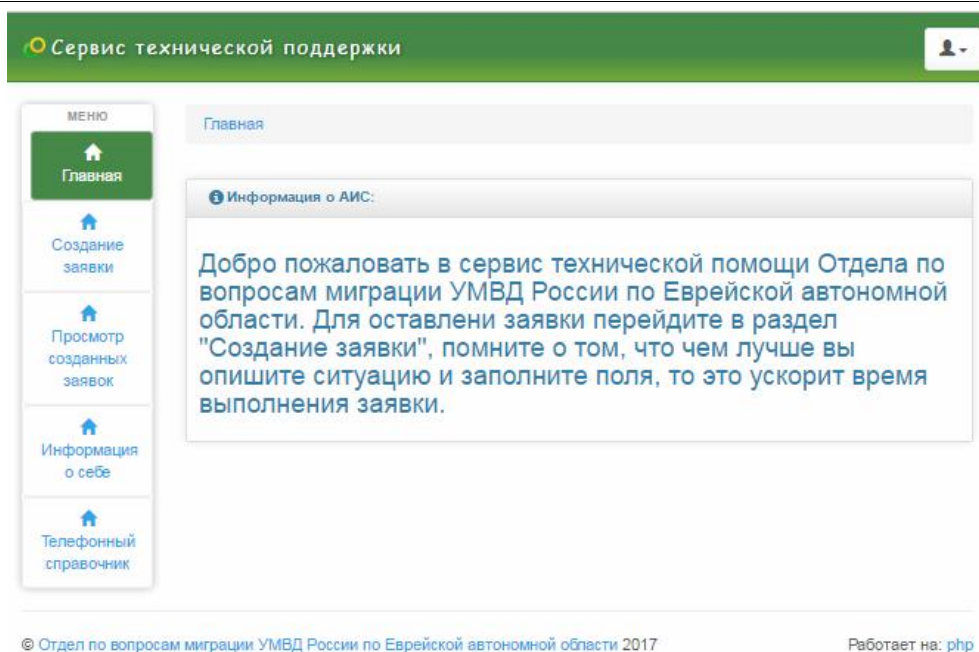 Сервис технической поддержки
МЕНЮ
Главная
Создание
заявки
Просмотр
созданных
заявок
Информация
о себе
Телефонный
справочник
Главная
Информация о АИС:
Добро пожаловать в сервис технической помощи Отдела по
вопросам миграции УМВД России по Еврейской автономной
области. Для оставлени заявки перейдите в раздел
"Создание заявки", помните о том, что чем лучше вы
опишите ситуацию и заполните поля, то это ускорит время
выполнения заявки.
© Отдел по вопросам миграции УМВД России по Еврейской автономной области 2017
Работает на: php